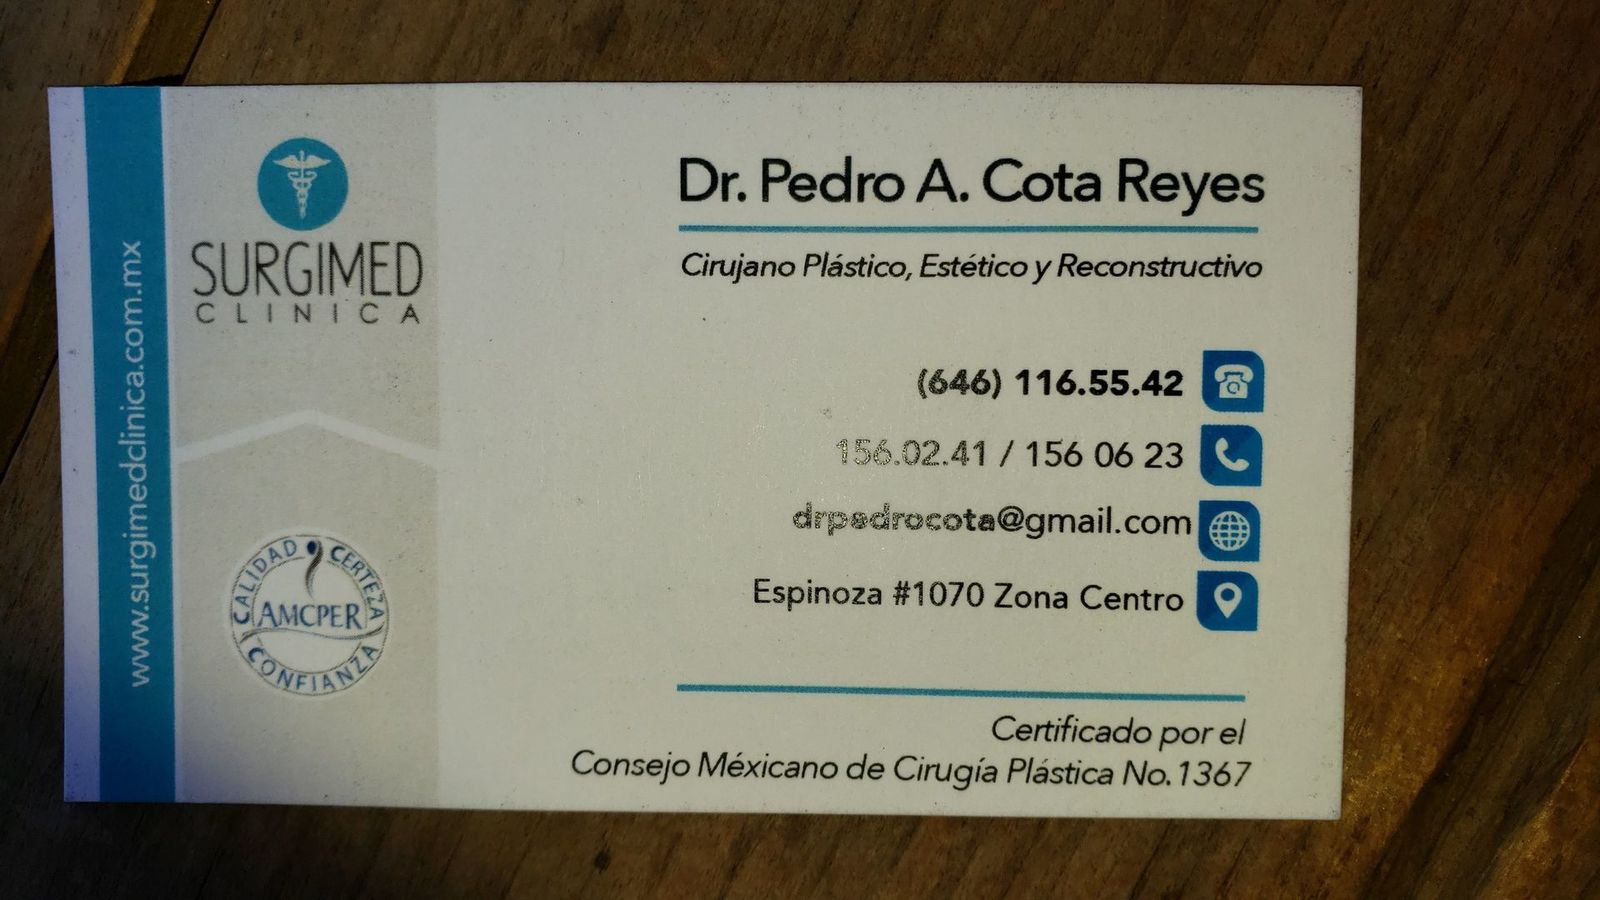 www.surgimedclinica.com.mx
SURGIMED
CLINICA
CALIDAD CERTEZA
AMCPER
CONFIANZA
Dr. Pedro A. Cota Reyes
Cirujano Plástico, Estético y Reconstructivo
(646) 116.55.42
156.02.41 / 156 06 23
drpedrocota@gmail.com
Espinoza #1070 Zona Centro
Certificado por el
Consejo Méxicano de Cirugía Plástica No.1367